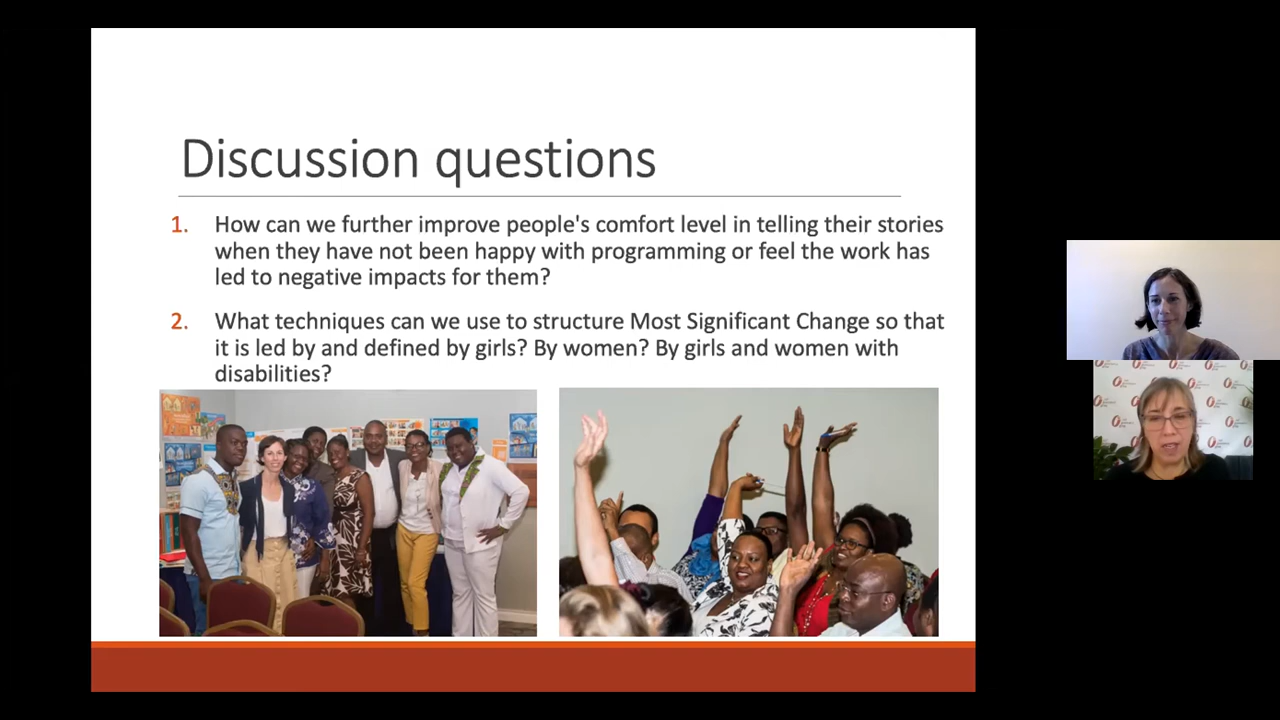 Discussion questions
1. How can we further improve people's comfort level in telling their stories
when they have not been happy with programming or feel the work has
led to negative impacts for them?
2. What techniques can we use to structure Most Significant Change so that
it is led by and defined by girls? By women? By girls and women with
disabilities?